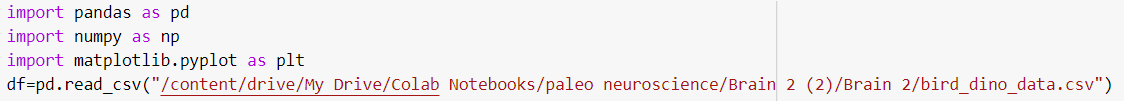 import pandas as pd
import numpy as np
import matplotlib.pyplot as plt
df=pd.read_csv("/content/drive/My Drive/Colab Notebooks/paleo neuroscience/Brain 2 (2)/Brain 2/bird_dino_data.csv")